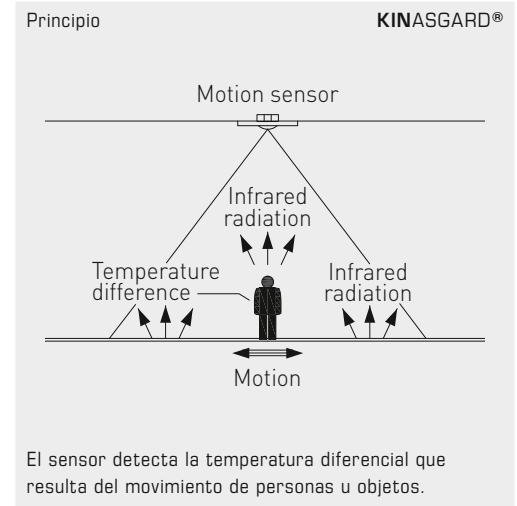 Principio KINASGARD®
Motion sensor
Infrared
radiation
Temperature
difference
Infrared
radiation
Motion
El sensor detecta la temperatura diferencial que
resulta del movimiento de personas u objetos.